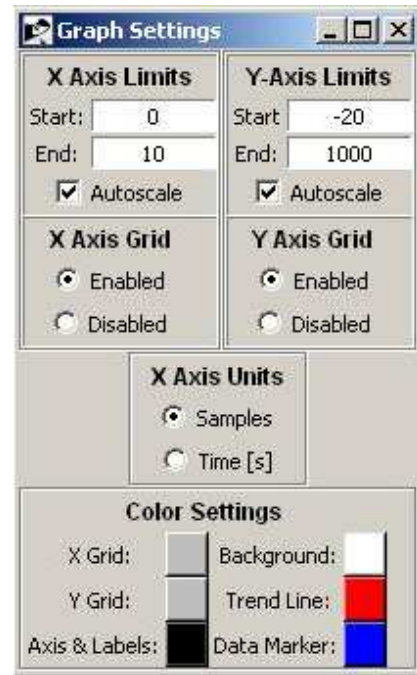 Graph Settings
X Axis Limits
Start: 0
End: 10
Autoscale
Y-Axis Limits
Start -20
End: 1000
Autoscale
X Axis Grid
Enabled
Disabled
Y Axis Grid
Enabled
Disabled
X Axis Units
Samples
Time [s]
Color Settings
X Grid: Background:
Y Grid: Trend Line:
Axis & Labels: Data Marker: